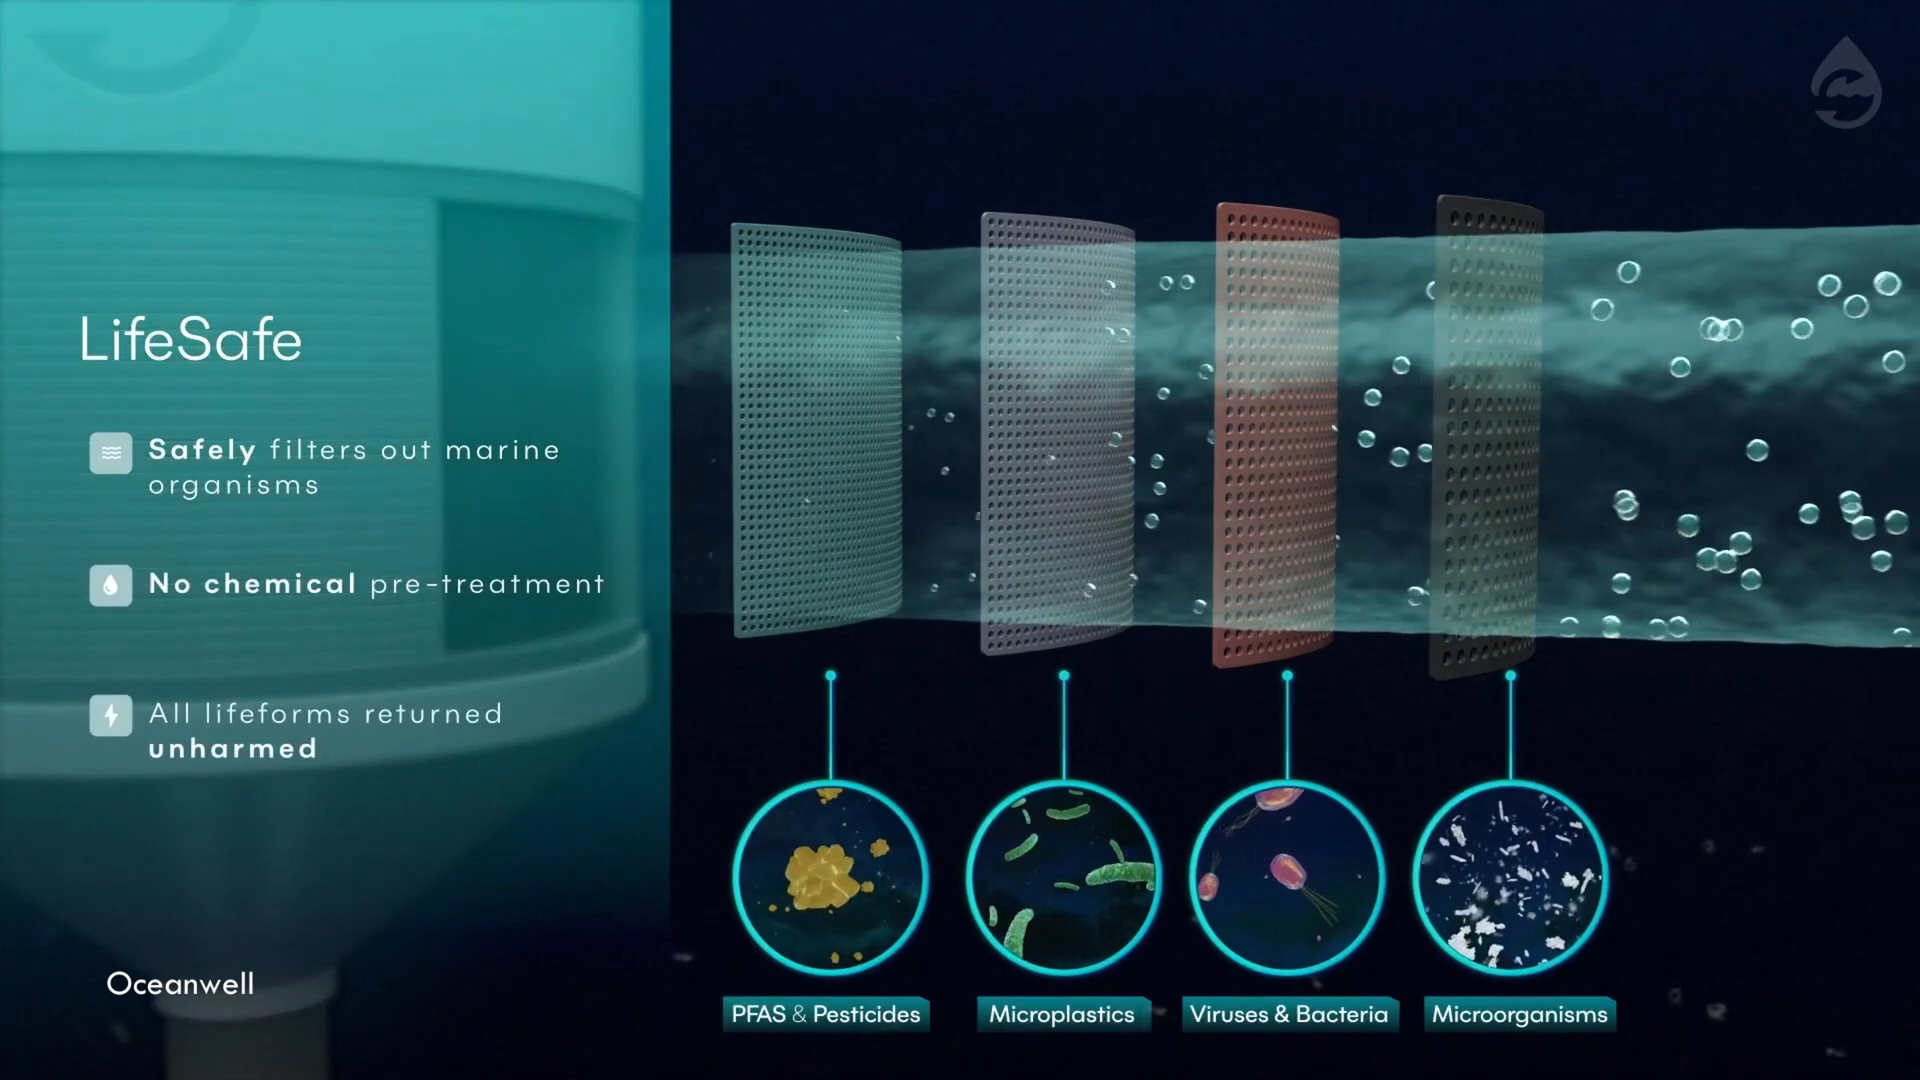 LifeSafe
Safely filters out marine
organisms
No chemical pre-treatment
All lifeforms returned
unharmed
Oceanwell
PFAS & Pesticides
Microplastics
Viruses & Bacteria
Microorganisms